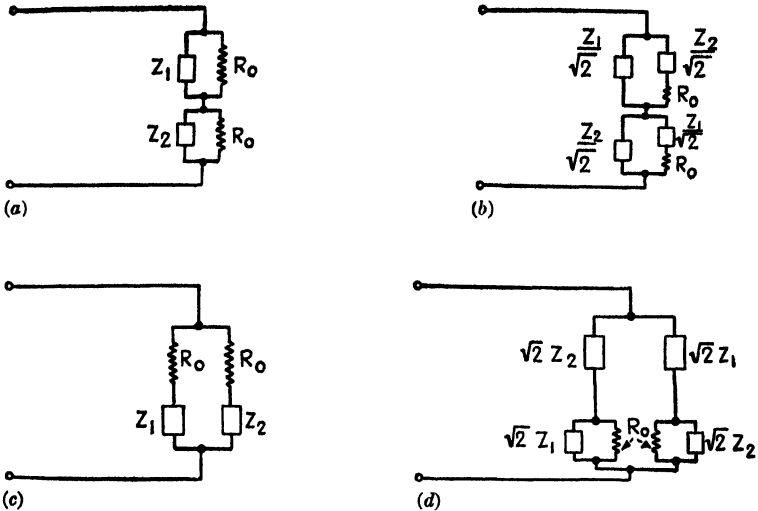 Z₁ R₀
Z₂ R₀
(a)
Z₁/√2 Z₂/√2
R₀
Z₂/√2 Z₁/√2
R₀
(b)
R₀ R₀
Z₁ Z₂
(c)
√2 Z₂ √2 Z₁
√2 Z₁ R₀ √2 Z₂
(d)